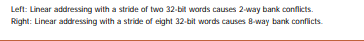 Left: Linear addressing with a stride of two 32-bit words causes 2-way bank conflicts.
Right: Linear addressing with a stride of eight 32-bit words causes 8-way bank conflicts.